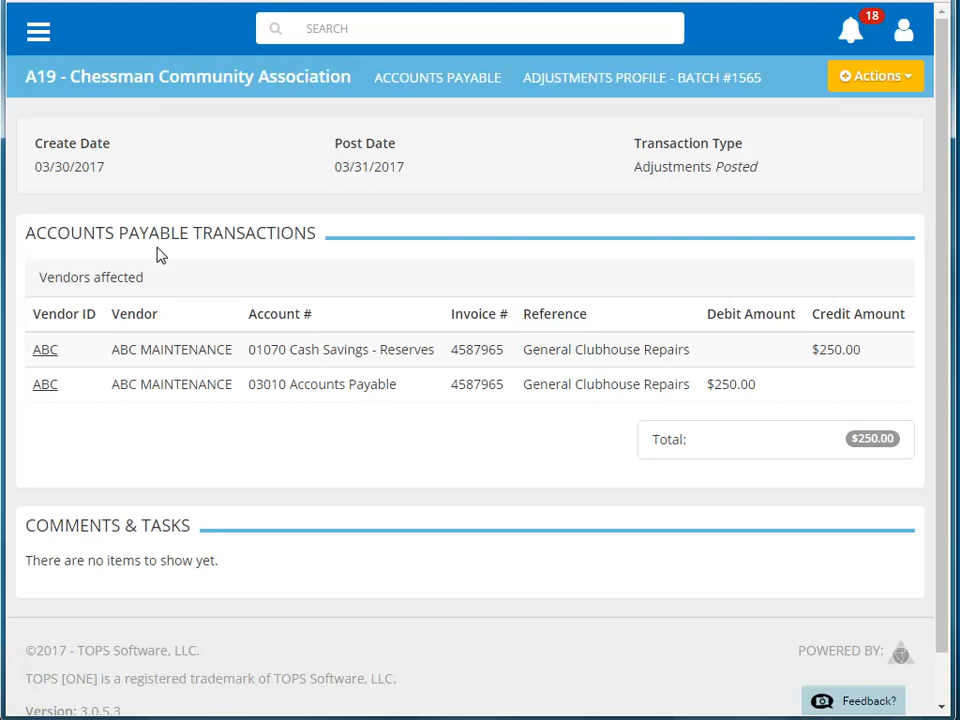 SEARCH
18
A19 - Chessman Community Association ACCOUNTS PAYABLE ADJUSTMENTS PROFILE - BATCH #1565 Actions
Create Date Post Date Transaction Type
03/30/2017 03/31/2017 Adjustments Posted
ACCOUNTS PAYABLE TRANSACTIONS
Vendors affected
Vendor ID Vendor Account # Invoice # Reference Debit Amount Credit Amount
ABC ABC MAINTENANCE 01070 Cash Savings - Reserves 4587965 General Clubhouse Repairs $250.00
ABC ABC MAINTENANCE 03010 Accounts Payable 4587965 General Clubhouse Repairs $250.00
Total: $250.00
COMMENTS & TASKS
There are no items to show yet.
©2017 - TOPS Software, LLC. POWERED BY:
TOPS [ONE] is a registered trademark of TOPS Software, LLC.
Version: 3.0.5.3 Feedback?